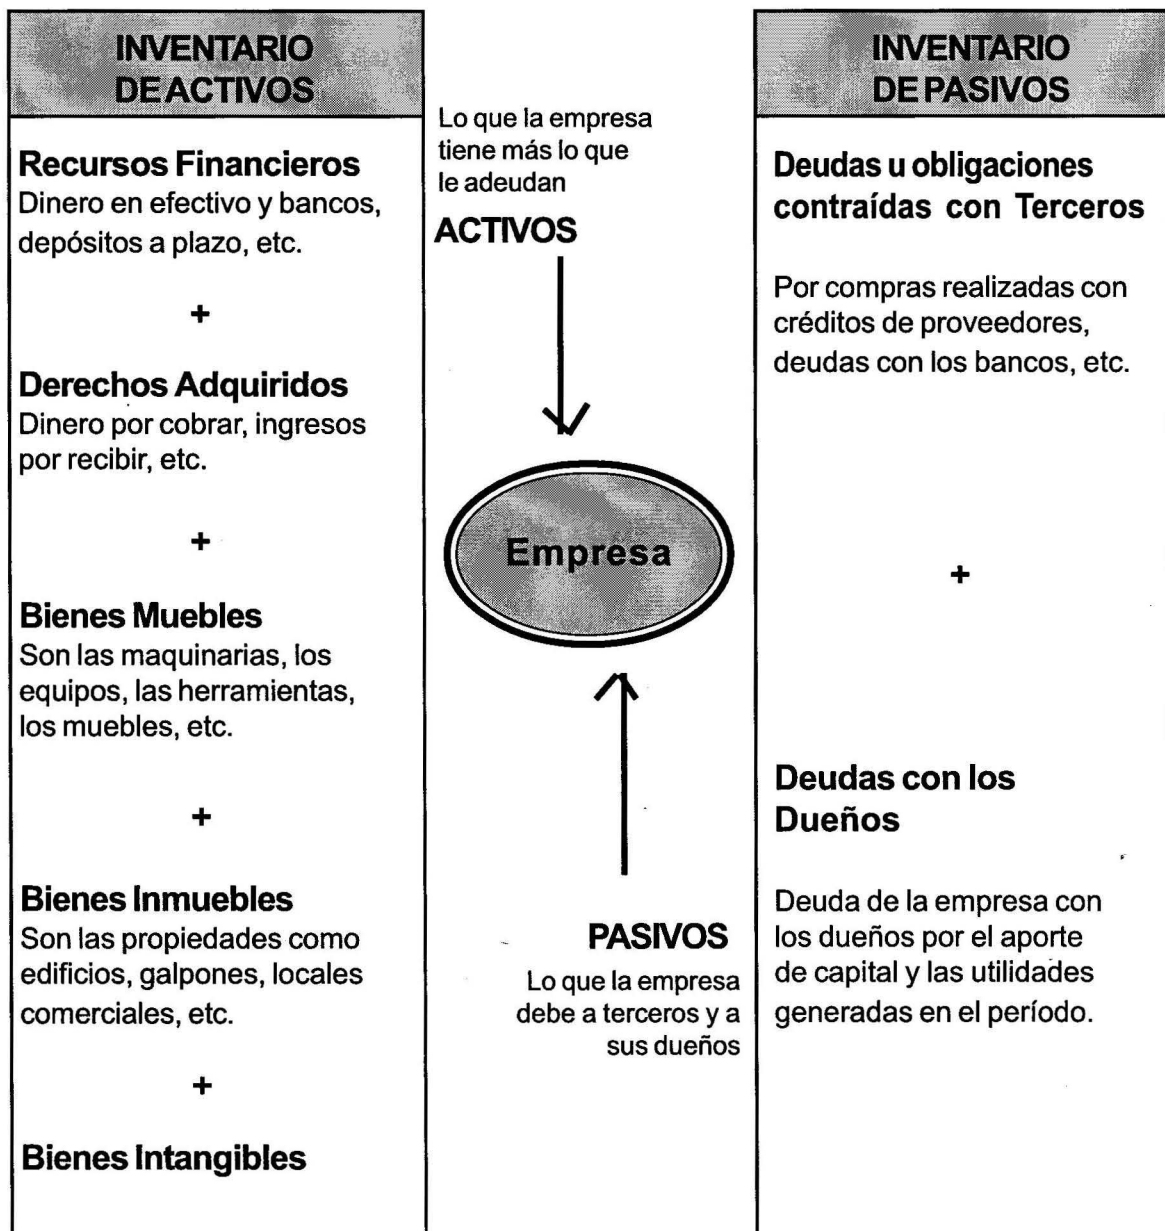 INVENTARIO
DE ACTIVOS
Recursos Financieros
Dinero en efectivo y bancos,
depósitos a plazo, etc.
+
Derechos Adquiridos
Dinero por cobrar, ingresos
por recibir, etc.
+
Bienes Muebles
Son las maquinarias, los
equipos, las herramientas,
los muebles, etc.
+
Bienes Inmuebles
Son las propiedades como
edificios, galpones, locales
comerciales, etc.
+
Bienes Intangibles
Lo que la empresa
tiene más lo que
le adeudan
ACTIVOS
Empresa
PASIVOS
Lo que la empresa
debe a terceros y a
sus dueños
INVENTARIO
DE PASIVOS
Deudas u obligaciones
contraídas con Terceros
Por compras realizadas con
créditos de proveedores,
deudas con los bancos, etc.
+
Deudas con los
Dueños
Deuda de la empresa con
los dueños por el aporte
de capital y las utilidades
generadas en el período.